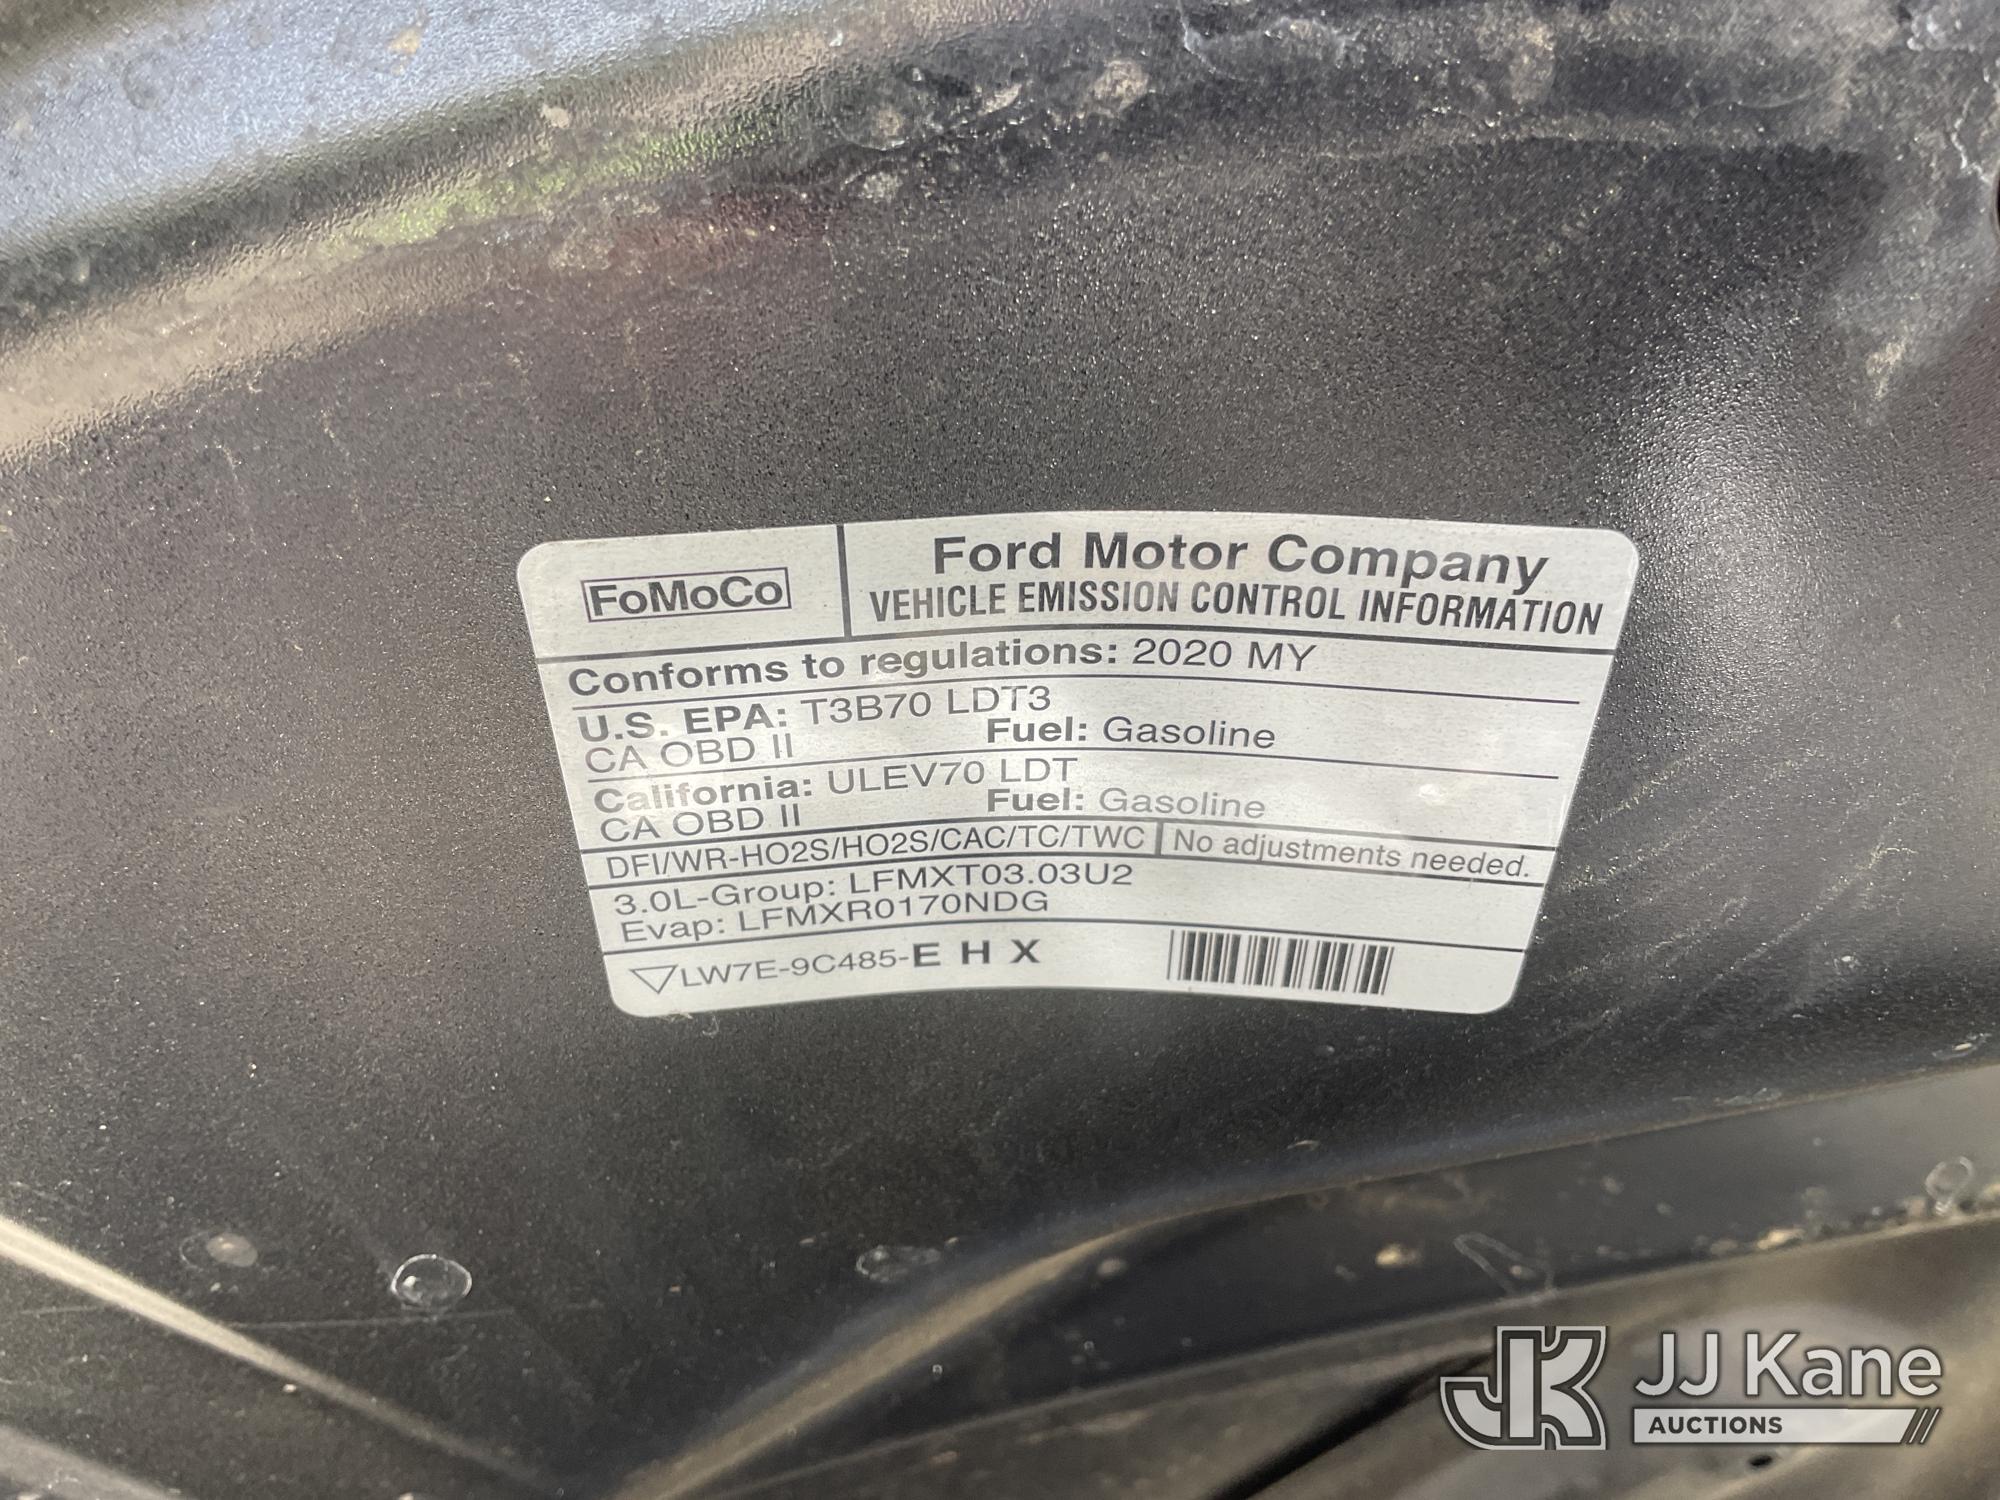 FoMoCo
Ford Motor Company
VEHICLE EMISSION CONTROL INFORMATION
Conforms to regulations: 2020 MY
U.S. EPA: T3B70 LDT3
CA OBD II Fuel: Gasoline
California: ULEV70 LDT
CA OBD II Fuel: Gasoline
DFI/WR-HO2S/HO2S/CAC/TC/TWC No adjustments needed.
3.0L-Group: LFMXT03.03U2
Evap: LFMXR0170NDG
LW7E-9C485-E H X
JK
JJ Kane
AUCTIONS